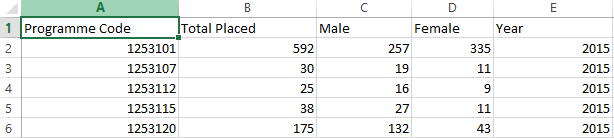 A B C D E
1 Programme Code Total Placed Male Female Year
2 1253101 592 257 335 2015
3 1253107 30 19 11 2015
4 1253112 25 16 9 2015
5 1253115 38 27 11 2015
6 1253120 175 132 43 2015